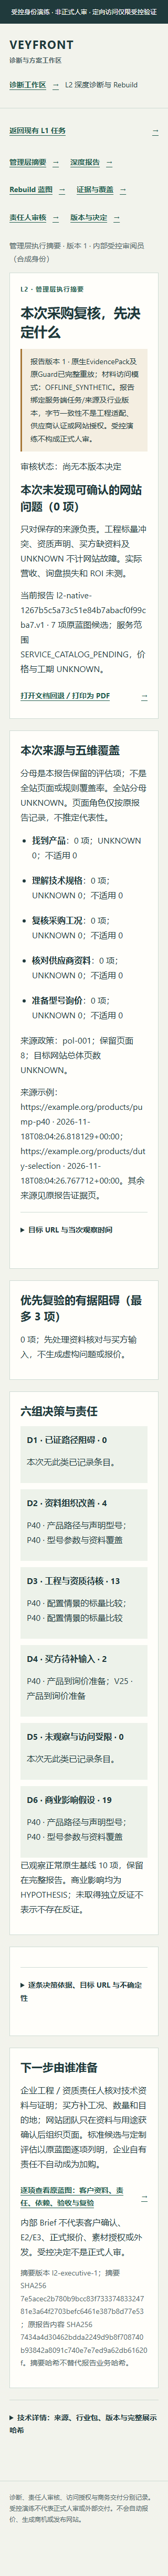 受控身份演练 · 非正式人审 · 定向访问仅限受控验证
VEYFRONT
诊断与方案工作区
诊断工作区 → L2 深度诊断与 Rebuild
返回现有 L1 任务 →
管理层摘要 → 深度报告 →
Rebuild 蓝图 → 证据与覆盖 →
责任人审核 → 版本与决定 →
管理层执行摘要 · 版本 1 · 内部受控审阅员
（合成身份）
L2 · 管理层执行摘要
本次采购复核，先决
定什么
报告版本 1 · 原生EvidencePack及
原Guard已完整重放；材料访问模
式：OFFLINE_SYNTHETIC。报告
绑定服务端任务/来源及行业版
本，字节一致性不是工程适配、
供应商认证或网站授权。受控演
练不构成正式人审。
审核状态：尚无本版决定
本次未发现可确认的网站
问题（0 项）
只对保存的来源负责。工程标量冲
突、资质声明、买方缺资料及
UNKNOWN 不计网站故障。实际
营收、询盘损失和 ROI 未测。
当前报告 l2-native-
1267b5c5a73c51e84b7abacf0f99c
ba7.v1 · 7 项原蓝图候选；服务范
围
SERVICE_CATALOG_PENDING，价
格与工期 UNKNOWN。
打开文档回退 / 打印为 PDF →
本次来源与五维覆盖
分母是本报告保留的评估项；不是
全站页面或规则覆盖率。全站分母
UNKNOWN。页面角色仅按原报
告记录，不推定代表性。
• 找到产品：0 项；UNKNOWN
0；不适用 0
• 理解技术规格：0 项；
UNKNOWN 0；不适用 0
• 复核采购工况：0 项；
UNKNOWN 0；不适用 0
• 核对供应商资料：0 项；
UNKNOWN 0；不适用 0
• 准备型号询价：0 项；
UNKNOWN 0；不适用 0
来源政策：pol-001；保留页面
8；目标网站总体页数
UNKNOWN。
来源示例：
https://example.org/products/pu
mp-p40 · 2026-11-
18T08:04:26.818129+00:00；
https://example.org/products/dut
y-selection · 2026-11-
18T08:04:26.767712+00:00。其余
来源见原报告证据页。
▶ 目标 URL 与当次观察时间
优先复验的有据阻碍（最
多 3 项）
0 项；先处理资料核对与买方输
入，不生成虚构问题或报价。
六组决策与责任
D1 · 已证路径阻碍 · 0
本次无此类已记录条目。
D2 · 资料组织改善 · 4
P40 · 产品路径与声明型号；
P40 · 型号参数与资料覆盖
D3 · 工程与资质待核 · 13
P40 · 配置情景的标量比较；
P40 · 配置情景的标量比较
D4 · 买方待补输入 · 2
P40 · 产品到询价准备；V25 ·
产品到询价准备
D5 · 未观察与访问受限 · 0
本次无此类已记录条目。
D6 · 商业影响假设 · 19
P40 · 产品路径与声明型号；
P40 · 型号参数与资料覆盖
已观察正常原生基线 10 项，保留
在完整报告。商业影响均为
HYPOTHESIS；未取得独立反证不
表示不存在反证。
▶ 逐条决策依据、目标 URL 与不确定
性
下一步由谁准备
企业工程 / 资质责任人核对技术资
料与证明；买方补工况、数量和目
的地；网站团队只在资料与用途获
确认后组织页面。标准候选与定制
评估以原蓝图逐项列明，企业自有
责任不自动成为加购。
逐项查看原蓝图：客户资料、责
任、依赖、验收与复验 →
内部 Brief 不代表客户确认、
E2/E3、正式报价、素材授权或外
发。受控决定不是正式人审。
摘要版本 l2-executive-1；摘要
SHA256
7e5acec2b780b9bcc83f733374833247
81e3a64f2703befc6461e387b8d77e53
；原报告内容 SHA256
7434a4d30462bdda2249d9b8f708740
b93842a8091c740e7e7ed9a62db61620
f。摘要哈希不替代报告业务哈希。
▶ 技术详情：来源、行业包、版本与完整展示
哈希
诊断、责任人审核、访问授权与商务交付分别记录。
受控演练不代表正式人审或外部交付。不会自动报
价、生成商机或发布网站。